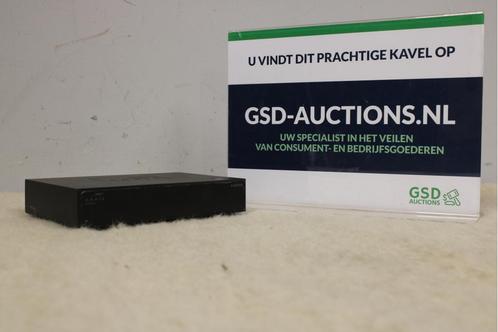 U VINDT DIT PRACHTIGE KAVEL OP
GSD-AUCTIONS.NL
UW SPECIALIST IN HET VEILEN
VAN CONSUMENT- EN BEDRIJFSGOEDEREN
GSD
AUCTIONS